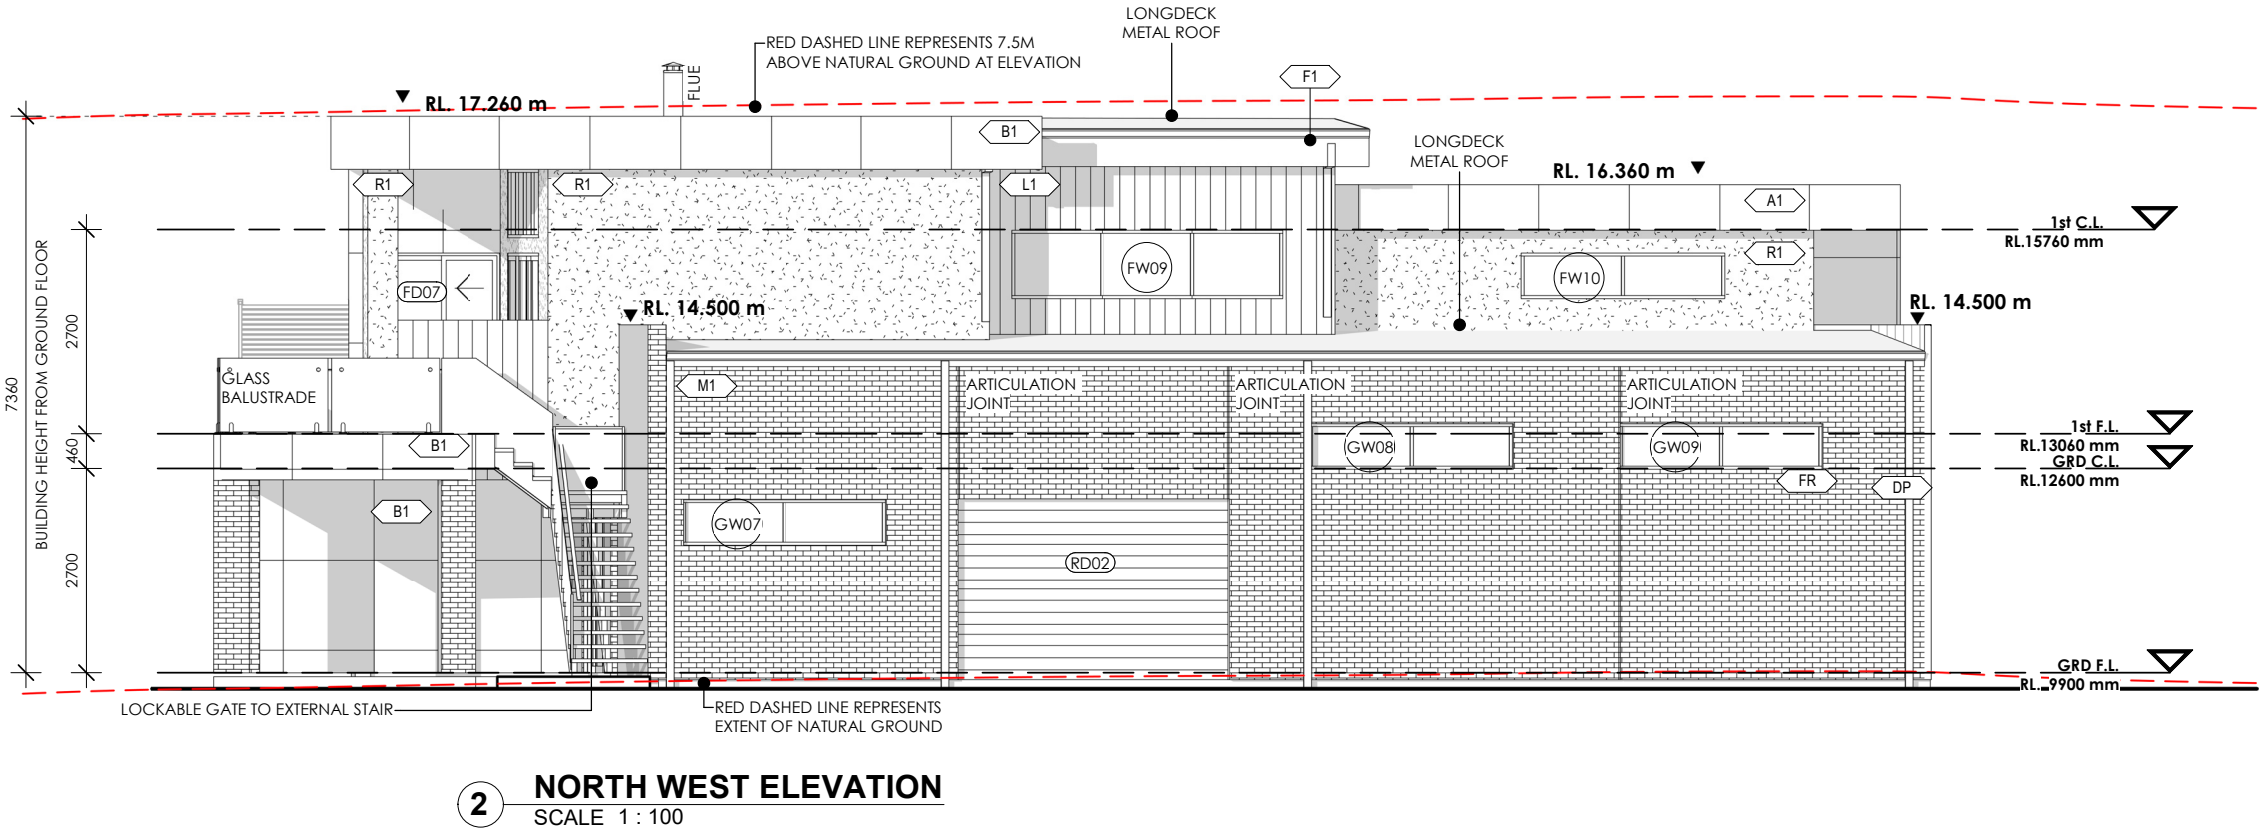 LONGDECK
METAL ROOF
RED DASHED LINE REPRESENTS 7.5M
ABOVE NATURAL GROUND AT ELEVATION
FLUE
F1
RL. 17.260 m
B1
LONGDECK
METAL ROOF
RL. 16.360 m
R1
R1
L1
A1
1st C.L.
RL.15760 mm
R1
FW09
FW10
FD07
RL. 14.500 m
RL. 14.500 m
BUILDING HEIGHT FROM GROUND FLOOR
7360
2700
460
2700
GLASS
BALUSTRADE
M1
ARTICULATION
JOINT
ARTICULATION
JOINT
ARTICULATION
JOINT
1st F.L.
RL.13060 mm
GRD C.L.
RL.12600 mm
B1
GW08
GW09
FR
DP
B1
GW07
RD02
GRD F.L.
RL. 9900 mm
LOCKABLE GATE TO EXTERNAL STAIR
RED DASHED LINE REPRESENTS
EXTENT OF NATURAL GROUND
2
NORTH WEST ELEVATION
SCALE 1 : 100